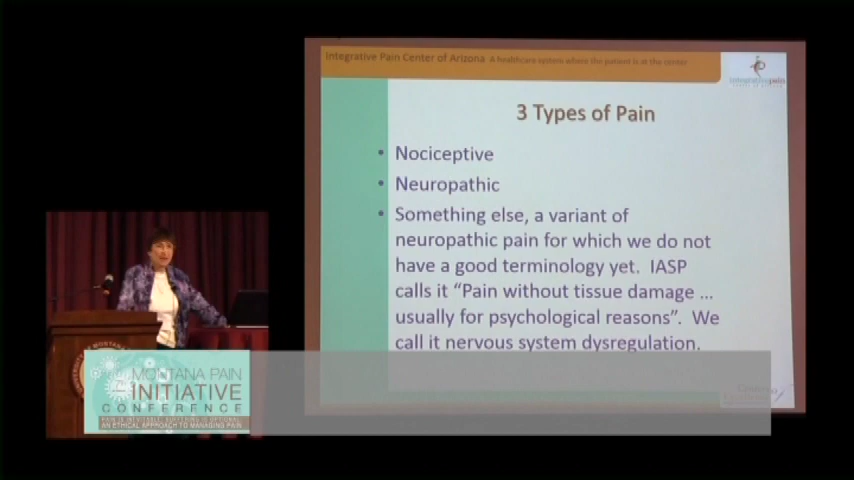 Integrative Pain Center of Arizona A healthcare system where the patient is at the center
integratingpain
3 Types of Pain
• Nociceptive
• Neuropathic
• Something else, a variant of
neuropathic pain for which we do not
have a good terminology yet. IASP
calls it “Pain without tissue damage ...
usually for psychological reasons”. We
call it nervous system dysregulation.
MONTANA PAIN
INITIATIVE
CONFERENCE
AN ETHICAL APPROACH TO MANAGING PAIN